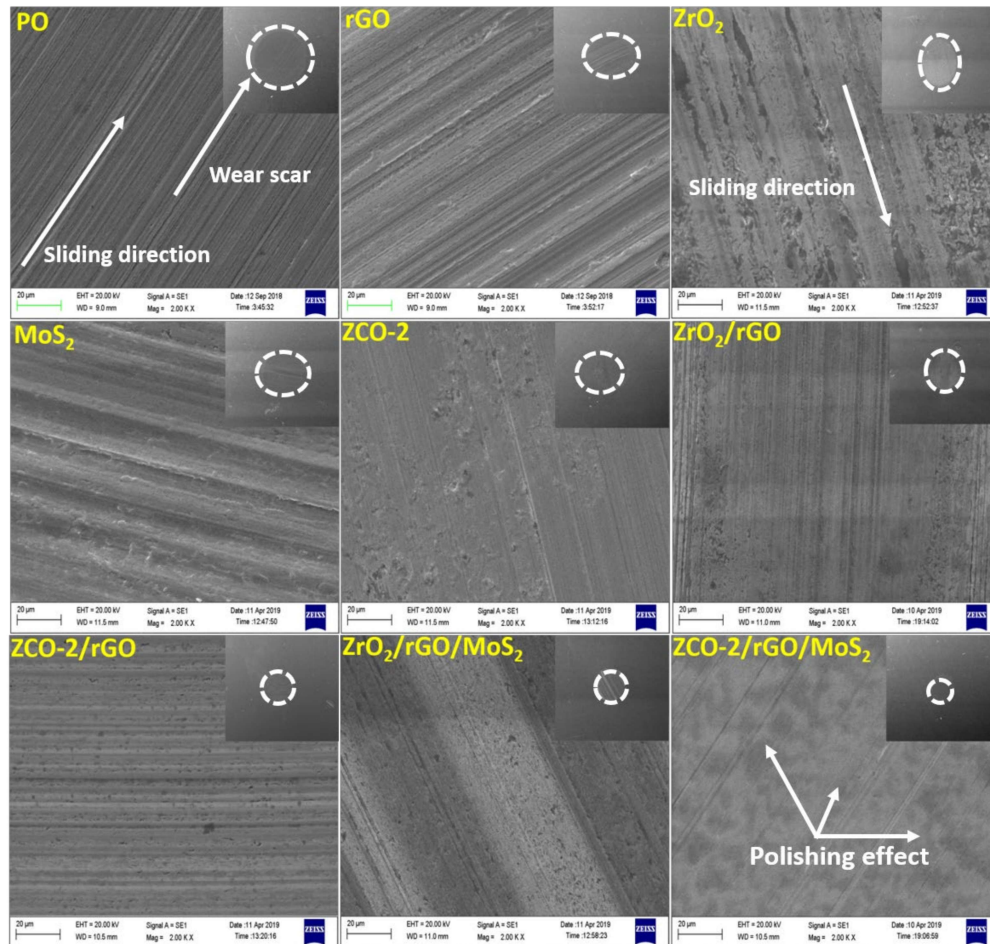 PO
Wear scar
Sliding direction
20 µm
EHT = 20.00 kV
WD = 9.0 mm
Signal A = SE1
Mag = 2.00 K X
Date :12 Sep 2018
Time :3:45:32
ZEISS
rGO
20 µm
EHT = 20.00 kV
WD = 9.0 mm
Signal A = SE1
Mag = 2.00 K X
Date :12 Sep 2018
Time :3:52:17
ZEISS
ZrO₂
Sliding direction
20 µm
EHT = 20.00 kV
WD = 11.5 mm
Signal A = SE1
Mag = 2.00 K X
Date :11 Apr 2019
Time :12:52:37
ZEISS
MoS₂
20 µm
EHT = 20.00 kV
WD = 11.5 mm
Signal A = SE1
Mag = 2.00 K X
Date :11 Apr 2019
Time :12:47:50
ZEISS
ZCO-2
20 µm
EHT = 20.00 kV
WD = 11.5 mm
Signal A = SE1
Mag = 2.00 K X
Date :11 Apr 2019
Time :13:12:16
ZEISS
ZrO₂/rGO
20 µm
EHT = 20.00 kV
WD = 11.0 mm
Signal A = SE1
Mag = 2.00 K X
Date :10 Apr 2019
Time :19:14:02
ZEISS
ZCO-2/rGO
20 µm
EHT = 20.00 kV
WD = 10.5 mm
Signal A = SE1
Mag = 2.00 K X
Date :11 Apr 2019
Time :13:20:16
ZEISS
ZrO₂/rGO/MoS₂
20 µm
EHT = 20.00 kV
WD = 11.0 mm
Signal A = SE1
Mag = 2.00 K X
Date :11 Apr 2019
Time :12:58:23
ZEISS
ZCO-2/rGO/MoS₂
Polishing effect
20 µm
EHT = 20.00 kV
WD = 10.5 mm
Signal A = SE1
Mag = 2.00 K X
Date :10 Apr 2019
Time :19:06:59
ZEISS